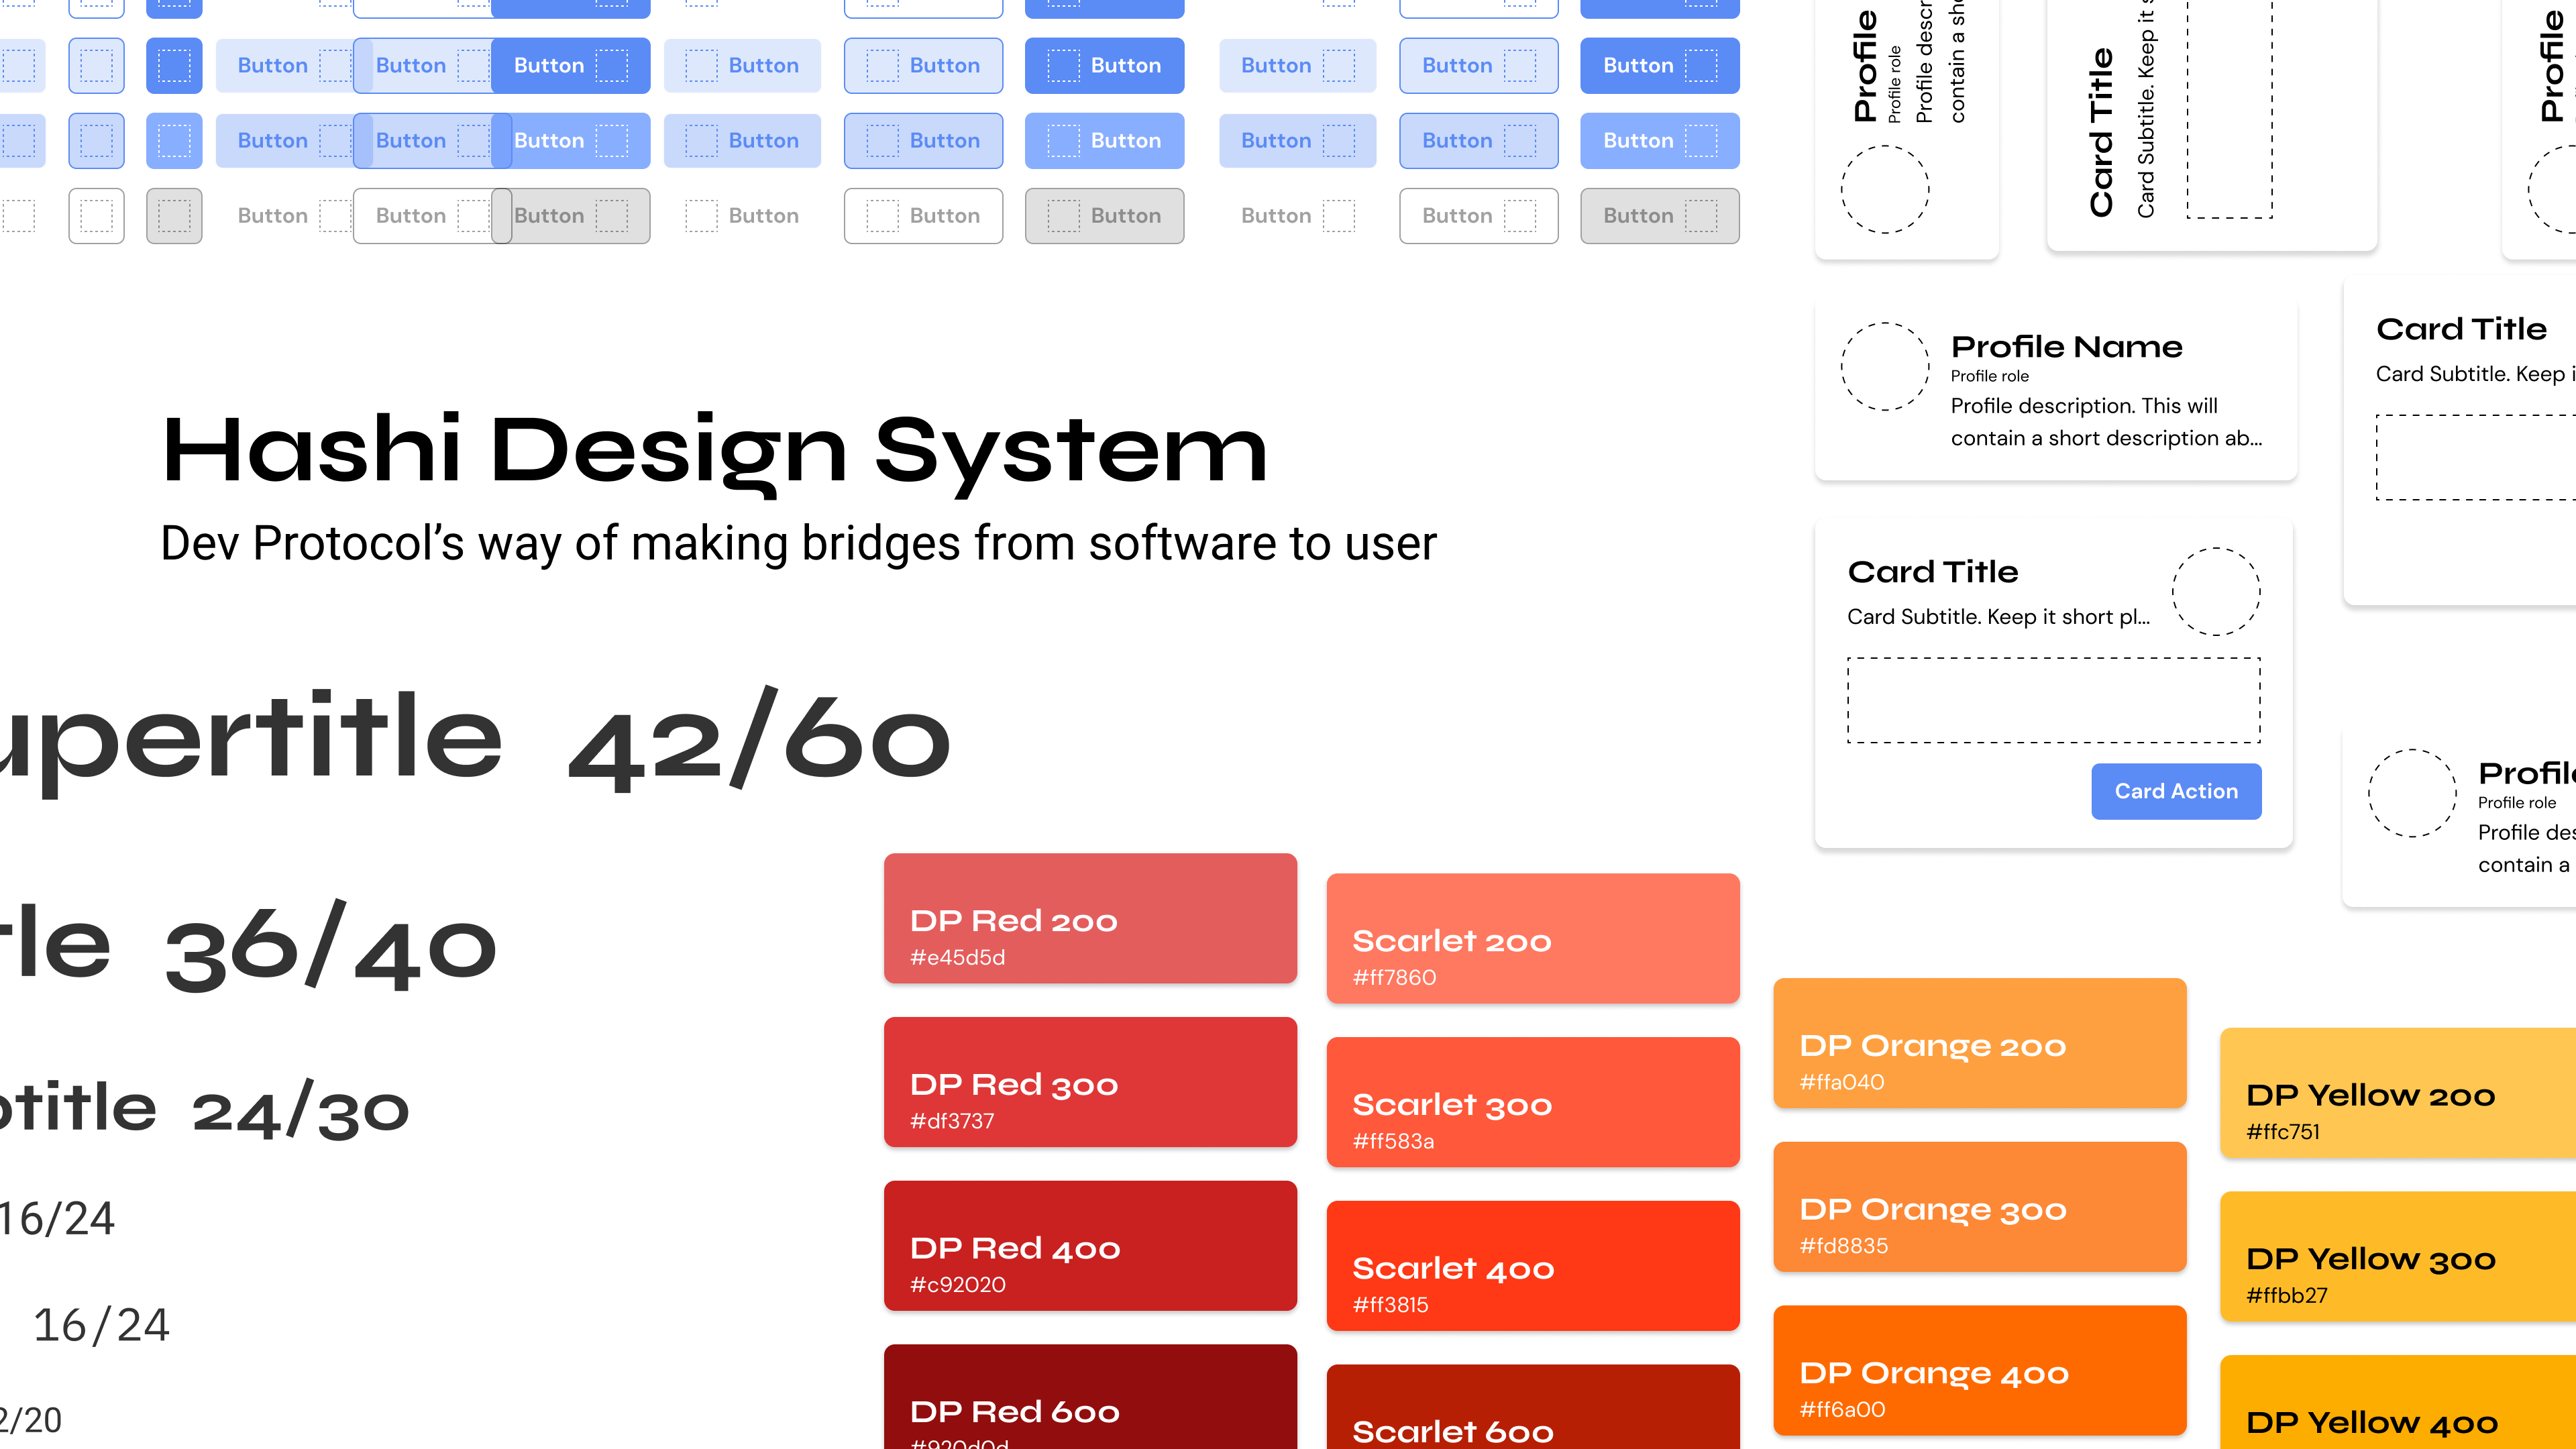 Button Button Button Button Button Button Button Button Button
Button Button Button Button Button Button Button Button Button
Button Button Button Button Button Button Button Button Button
Profile
Profile role
Profile descr
contain a sho
Card Title
Card Subtitle. Keep it s
Profile
Hashi Design System
Dev Protocol’s way of making bridges from software to user
Profile Name
Profile role
Profile description. This will
contain a short description ab...
Card Title
Card Subtitle. Keep i
Card Title
Card Subtitle. Keep it short pl...
Card Action
Profile
Profile role
Profile des
contain a
upertitle 42/60
tle 36/40
otitle 24/30
16/24
16/24
2/20
DP Red 200
#e45d5d
DP Red 300
#df3737
DP Red 400
#c92020
DP Red 600
#920d0d
Scarlet 200
#ff7860
Scarlet 300
#ff583a
Scarlet 400
#ff3815
Scarlet 600
DP Orange 200
#ffa040
DP Orange 300
#fd8835
DP Orange 400
#ff6a00
DP Yellow 200
#ffc751
DP Yellow 300
#ffbb27
DP Yellow 400